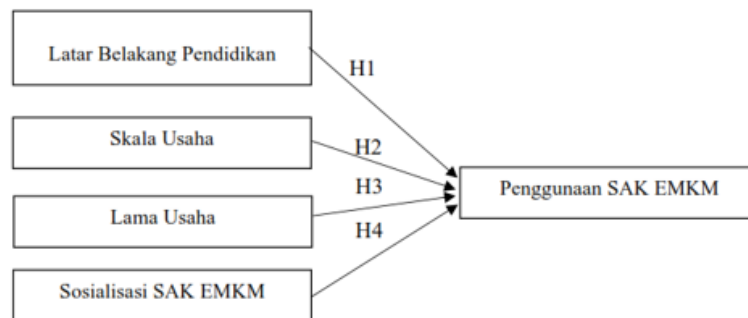 Latar Belakang Pendidikan
H1
Skala Usaha
H2
Penggunaan SAK EMKM
H3
Lama Usaha
H4
Sosialisasi SAK EMKM